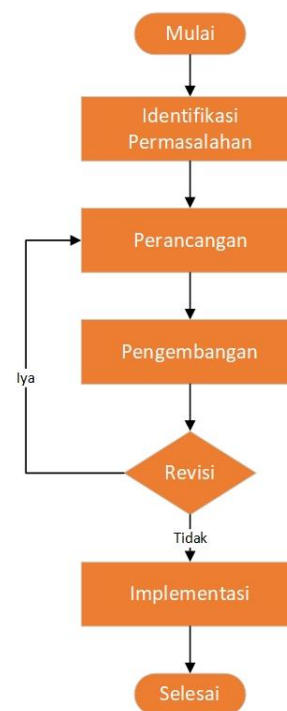 Mulai
Identifikasi
Permasalahan
Perancangan
Pengembangan
Iya
Revisi
Tidak
Implementasi
Selesai